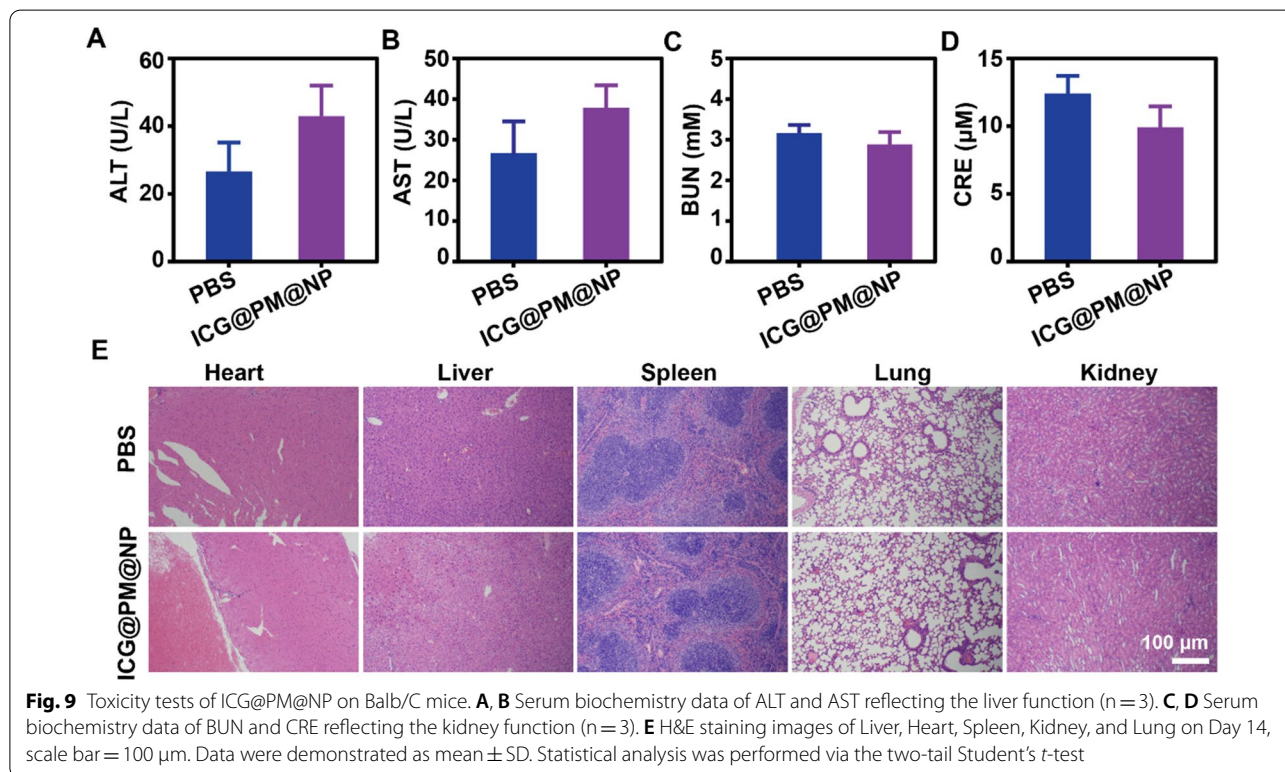 A
B
C
D
60
40
20
0
ALT (U/L)
PBS
ICG@PM@NP
50
40
30
20
10
0
AST (U/L)
PBS
ICG@PM@NP
5
4
3
2
1
0
BUN (mM)
PBS
ICG@PM@NP
15
10
5
0
CRE (μM)
PBS
ICG@PM@NP
E
Heart Liver Spleen Lung Kidney
PBS
ICG@PM@NP
100 μm
Fig. 9 Toxicity tests of ICG@PM@NP on Balb/C mice. A, B Serum biochemistry data of ALT and AST reflecting the liver function (n = 3). C, D Serum
biochemistry data of BUN and CRE reflecting the kidney function (n = 3). E H&E staining images of Liver, Heart, Spleen, Kidney, and Lung on Day 14,
scale bar = 100 μm. Data were demonstrated as mean ± SD. Statistical analysis was performed via the two-tail Student's t-test